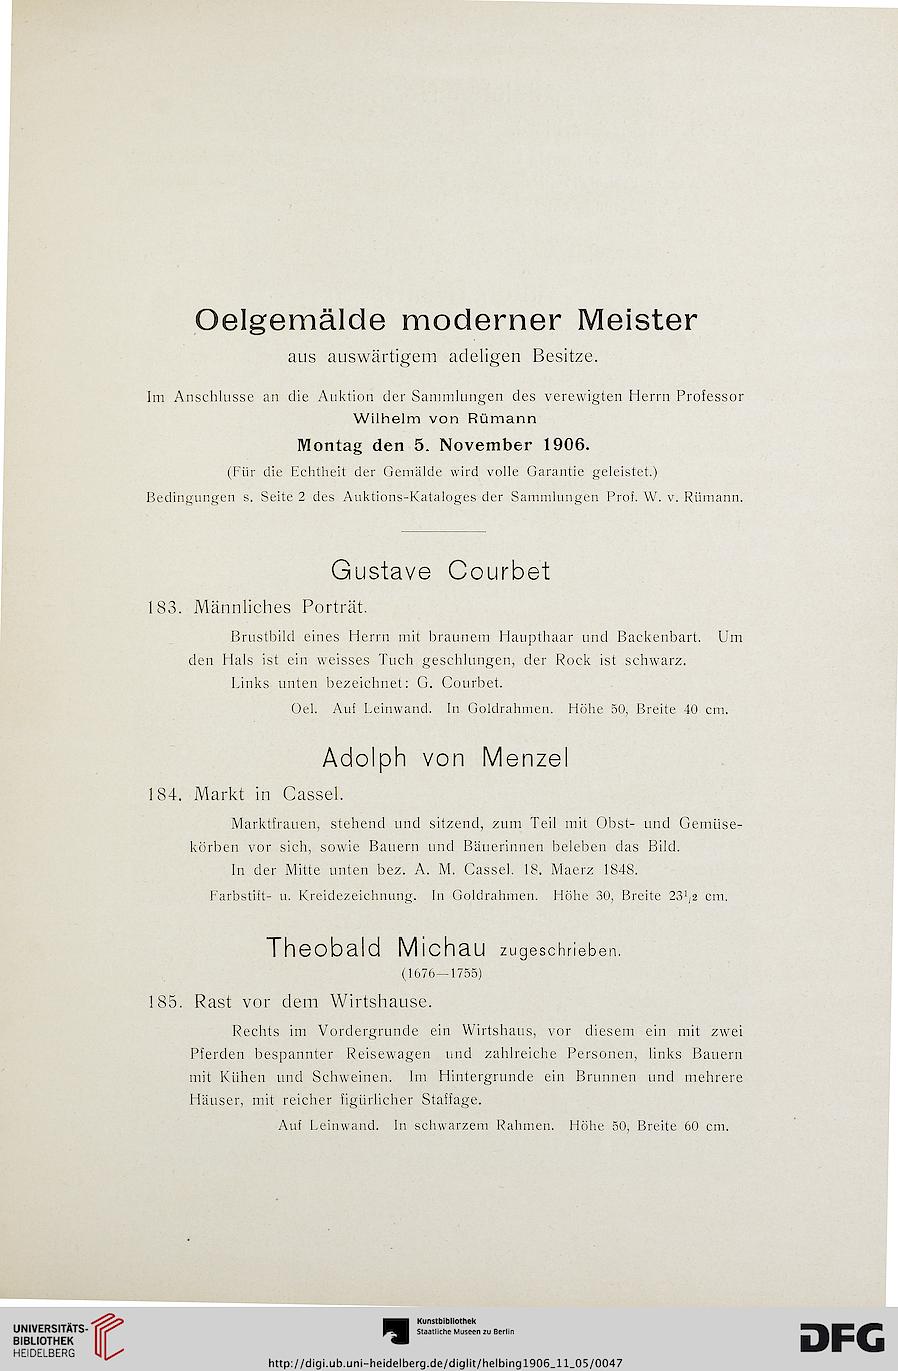 Oelgemälde moderner Meister
aus auswärtigem adeligen Besitze.
Im Anschlusse an die Auktion der Sammlungen des verewigten Herrn Professor
Wilhelm von Rümann
Montag den 5. November 1906.
(Für die Echtheit der Gemälde wird volle Garantie geleistet.)
Bedingungen s. Seite 2 des Auktions-Kataloges der Sammlungen Prof. W. v. Rümann.
Gustave Courbet
183. Männliches Porträt.
Brustbild eines Herrn mit braunem Haupthaar und Backenbart. Um
den Hals ist ein weisses Tuch geschlungen, der Rock ist schwarz.
Links unten bezeichnet: G. Courbet.
Oel. Auf Leinwand. In Goldrahmen. Höhe 50, Breite 40 cm.
Adolph von Menzel
184. Markt in Cassel.
Marktfrauen, stehend und sitzend, zum Teil mit Obst- und Gemüse-
körben vor sich, sowie Bauern und Bäuerinnen beleben das Bild.
In der Mitte unten bez. A. M. Cassel. 18. Maerz 1848.
Farbstift- u. Kreidezeichnung. In Goldrahmen. Höhe 30, Breite 23¹/₂ cm.
Theobald Michau zugeschrieben.
(1676—1755)
185. Rast vor dem Wirtshause.
Rechts im Vordergrunde ein Wirtshaus, vor diesem ein mit zwei
Pferden bespannter Reisewagen und zahlreiche Personen, links Bauern
mit Kühen und Schweinen. Im Hintergrunde ein Brunnen und mehrere
Häuser, mit reicher figürlicher Staffage.
Auf Leinwand. In schwarzem Rahmen. Höhe 50, Breite 60 cm.
UNIVERSITÄTS-
BIBLIOTHEK
HEIDELBERG
Kunstbibliothek
Staatliche Museen zu Berlin
DFG
http://digi.ub.uni-heidelberg.de/diglit/helbing1906_11_05/0047